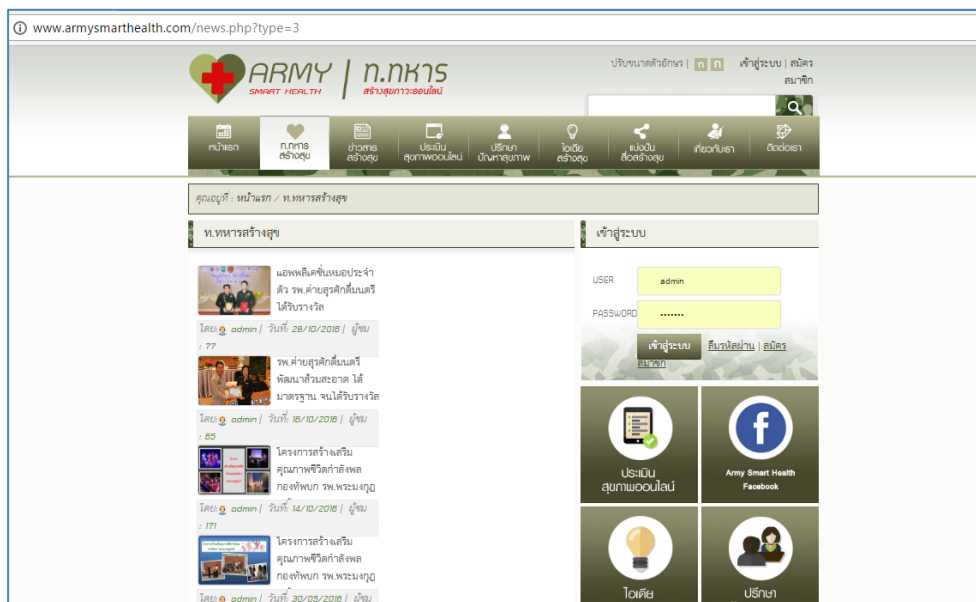 www.armysmarthealth.com/news.php?type=3
ARMY
SMART HEALTH
ท.ทหาร
สร้างสุขภาวะออนไลน์
ปรับขนาดตัวอักษร | ก ก
เข้าสู่ระบบ | สมัคร
สมาชิก
หน้าแรก
ท.ทหาร
สร้างสุข
ข่าวสาร
สร้างสุข
ประเมิน
สุขภาพออนไลน์
ปรึกษา
ปัญหาสุขภาพ
ไอเดีย
สร้างสุข
แบ่งปัน
สื่อสร้างสุข
เกี่ยวกับเรา
ติดต่อเรา
คุณอยู่ที่ : หน้าแรก / ท.ทหารสร้างสุข
ท.ทหารสร้างสุข
แอพพลิเคชั่นหมอประจำ
ตัว รพ.ค่ายสุรศักดิ์มนตรี
ได้รับรางวัล
โดย: admin | วันที่: 28/10/2016 | ผู้ชม
: 77
รพ.ค่ายสุรศักดิ์มนตรี
พัฒนาส้วมสะอาด ได้
มาตรฐาน จนได้รับรางวัล
โดย: admin | วันที่: 16/10/2016 | ผู้ชม
: 65
โครงการสร้างเสริม
คุณภาพชีวิตกำลังพล
กองทัพบก รพ.พระมงกุฎ
โดย: admin | วันที่: 14/10/2016 | ผู้ชม
: 171
โครงการสร้างเสริม
คุณภาพชีวิตกำลังพล
กองทัพบก รพ.พระมงกุฎ
โดย: admin | วันที่: 30/05/2016 | ผู้ชม
เข้าสู่ระบบ
USER admin
PASSWORD •••••••
เข้าสู่ระบบ ลืมรหัสผ่าน | สมัคร
สมาชิก
ประเมิน
สุขภาพออนไลน์
f
Army Smart Health
Facebook
ไอเดีย
ปรึกษา